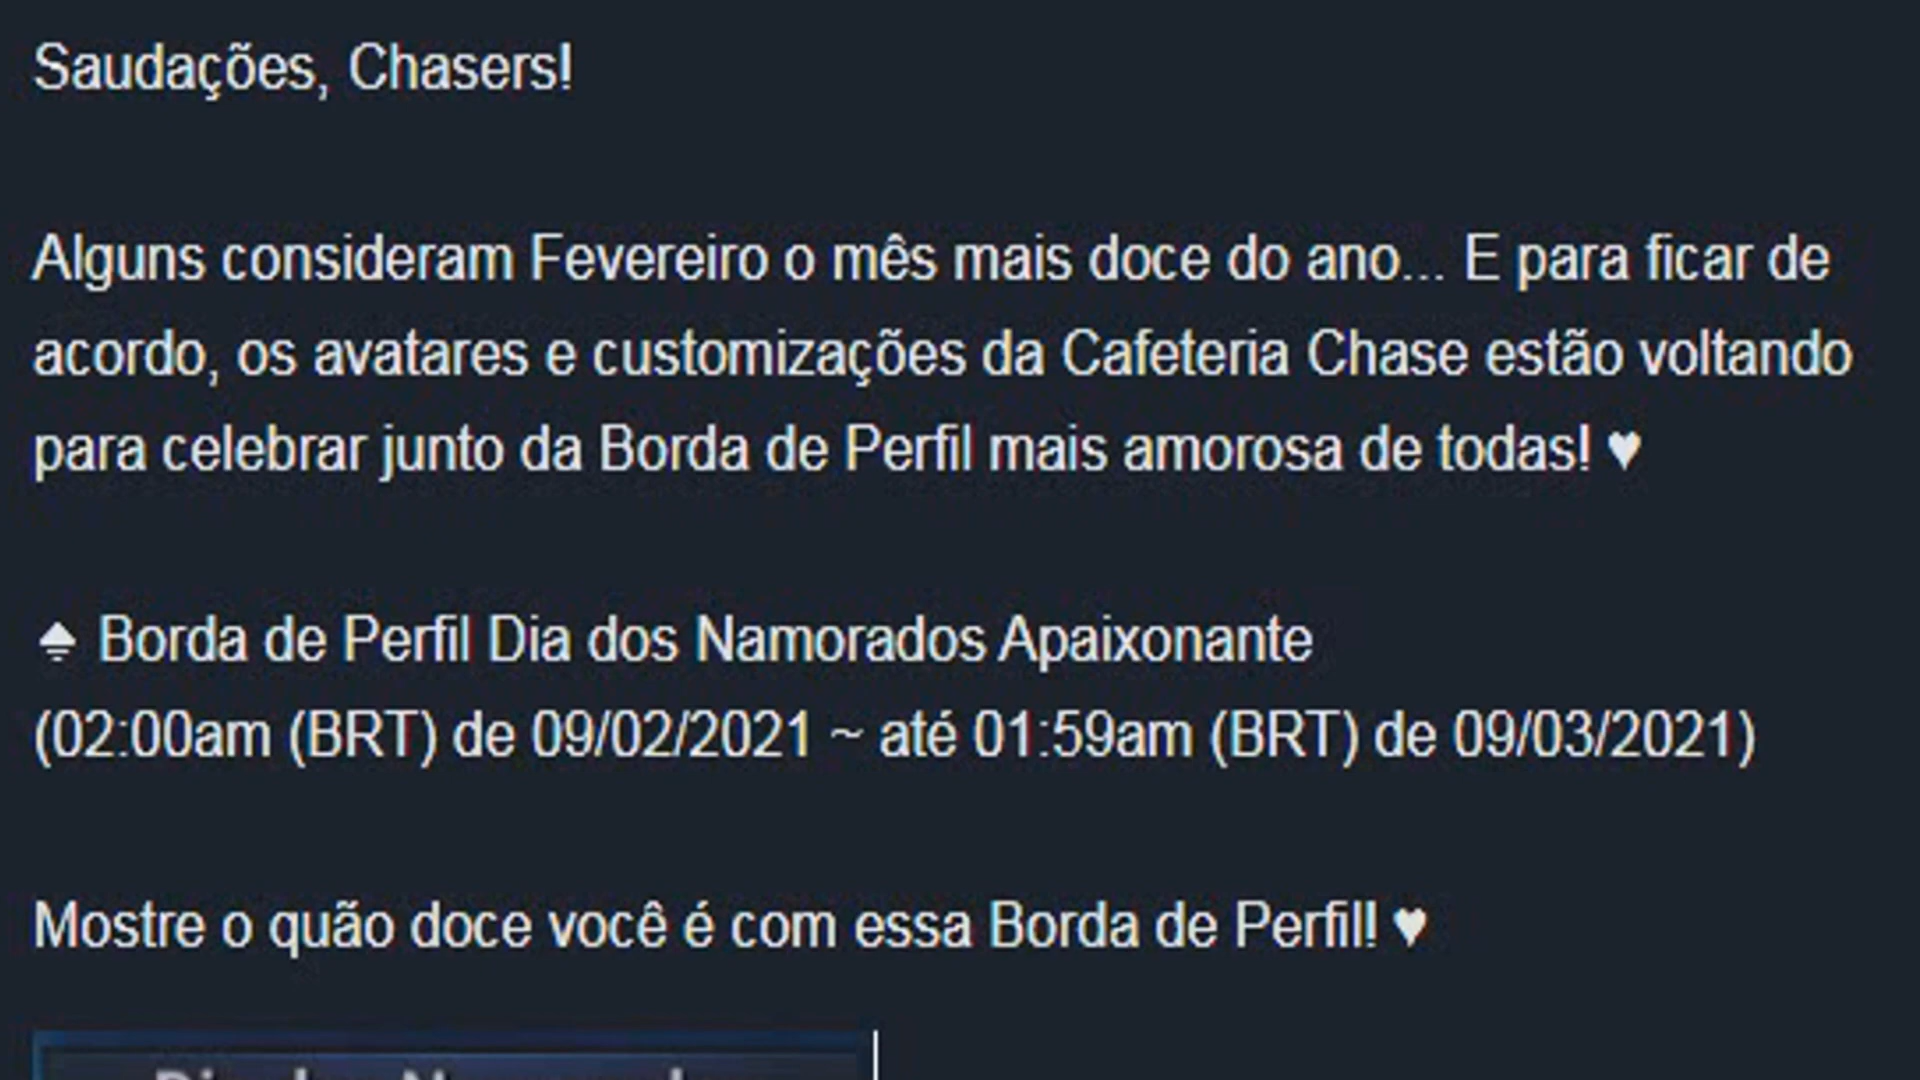 Saudações, Chasers!
Alguns consideram Fevereiro o mês mais doce do ano... E para ficar de
acordo, os avatares e customizações da Cafeteria Chase estão voltando
para celebrar junto da Borda de Perfil mais amorosa de todas! ♥
Borda de Perfil Dia dos Namorados Apaixonante
(02:00am (BRT) de 09/02/2021 ~ até 01:59am (BRT) de 09/03/2021)
Mostre o quão doce você é com essa Borda de Perfil! ♥